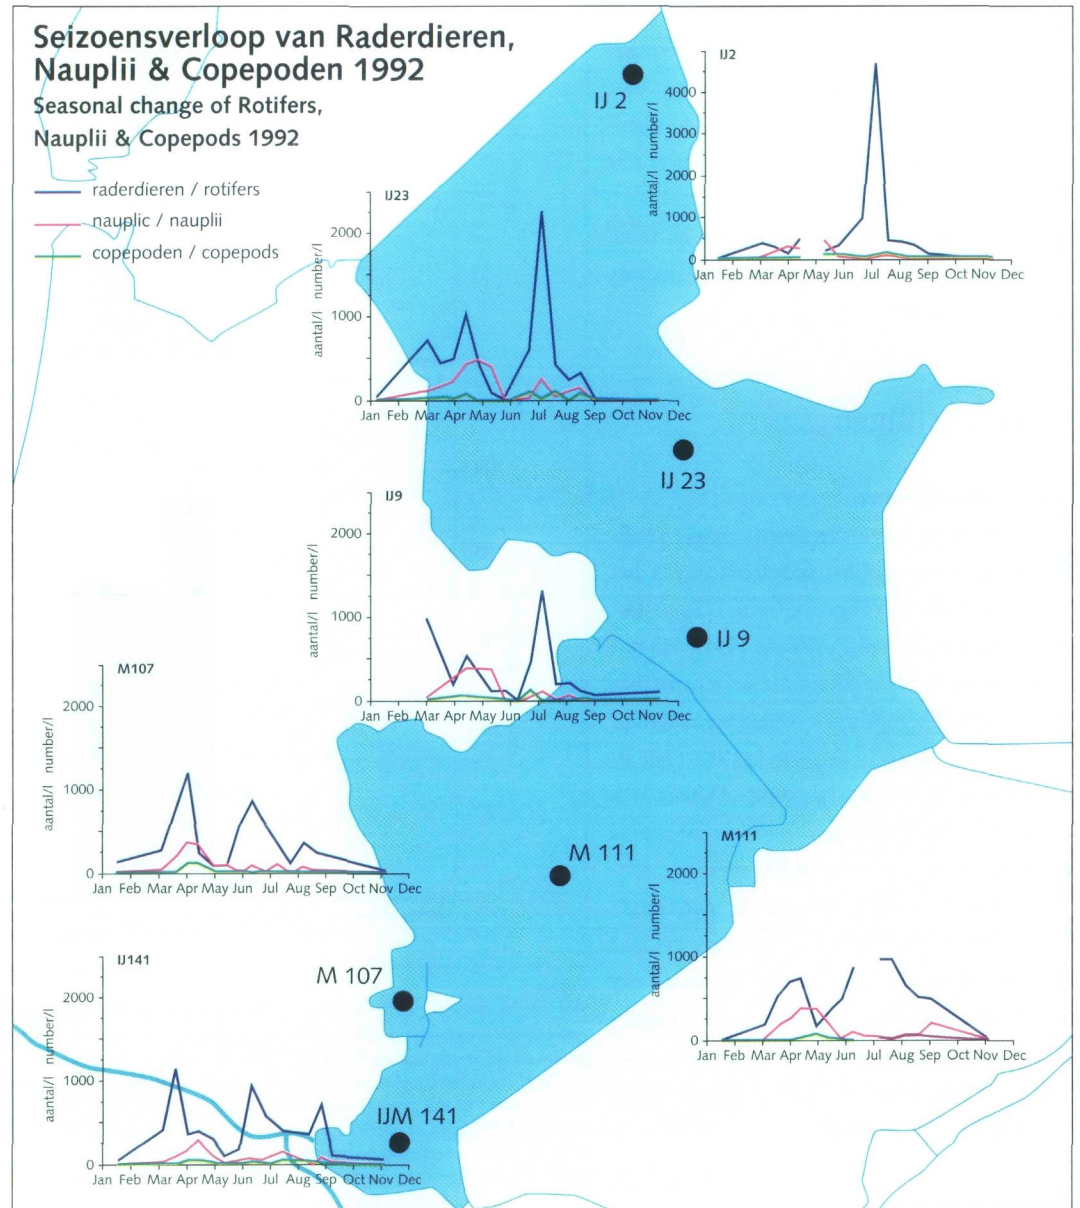 Seizoensverloop van Raderdieren,
Nauplii & Copepoden 1992
Seasonal change of Rotifers,
Nauplii & Copepods 1992
raderdieren / rotifers
nauplic / nauplii
copepoden / copepods
IJ 2
IJ2
aantal/l number/l
4000
3000
2000
1000
0
Jan Feb Mar Apr May Jun Jul Aug Sep Oct Nov Dec
IJ23
aantal/l number/l
2000
1000
0
Jan Feb Mar Apr May Jun Jul Aug Sep Oct Nov Dec
IJ 23
IJ9
aantal/l number/l
2000
1000
0
Jan Feb Mar Apr May Jun Jul Aug Sep Oct Nov Dec
IJ 9
M107
aantal/l number/l
2000
1000
0
Jan Feb Mar Apr May Jun Jul Aug Sep Oct Nov Dec
M 111
M111
aantal/l number/l
2000
1000
0
Jan Feb Mar Apr May Jun Jul Aug Sep Oct Nov Dec
M 107
IJ141
aantal/l number/l
2000
1000
0
Jan Feb Mar Apr May Jun Jul Aug Sep Oct Nov Dec
IJM 141